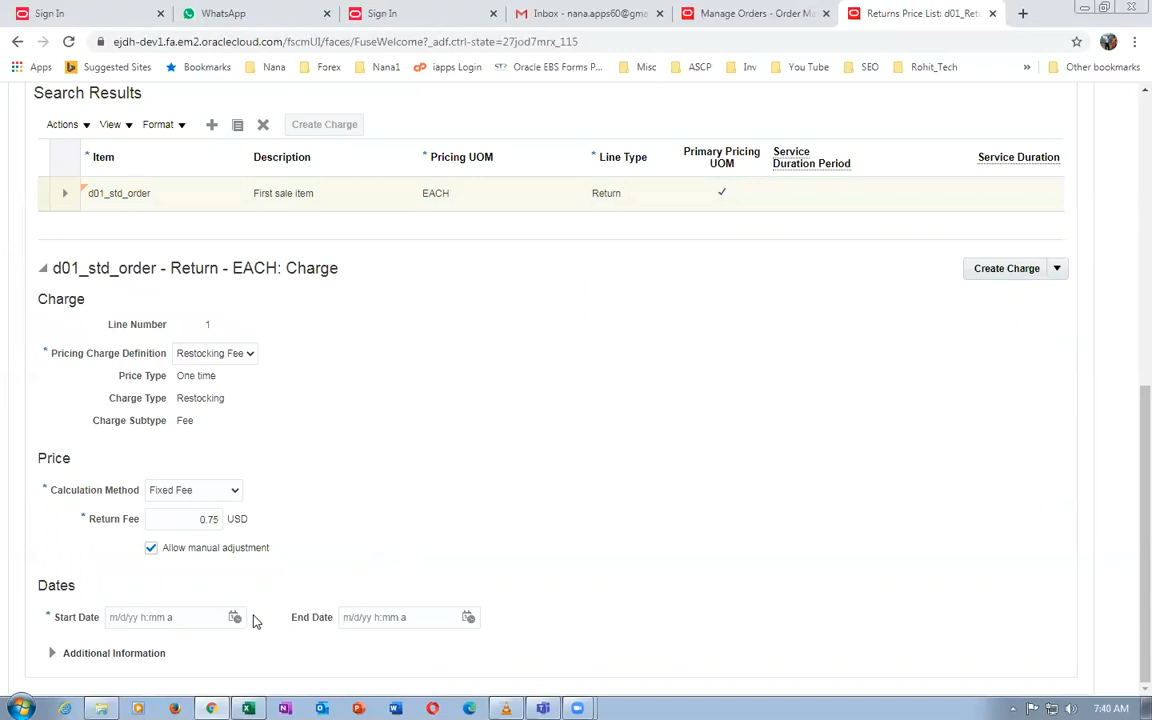 Sign In
WhatsApp
Sign In
Inbox - nana.apps60@gma
Manage Orders - Order Ma
Returns Price List: d01_Ret
ejdh-dev1.fa.em2.oraclecloud.com/fscmUI/faces/FuseWelcome?_adf.ctrl-state=27jod7mrx_115
Apps Suggested Sites Bookmarks Nana Forex Nana1 iapps Login Oracle EBS Forms P... Misc ASCP Inv You Tube SEO Rohit_Tech » Other bookmarks
Search Results
Actions View Format Create Charge
* Item Description * Pricing UOM * Line Type Primary Pricing UOM Service Duration Period Service Duration
d01_std_order First sale item EACH Return
d01_std_order - Return - EACH: Charge Create Charge
Charge
Line Number 1
* Pricing Charge Definition Restocking Fee
Price Type One time
Charge Type Restocking
Charge Subtype Fee
Price
* Calculation Method Fixed Fee
* Return Fee 0.75 USD
Allow manual adjustment
Dates
* Start Date m/d/yy h:mm a End Date m/d/yy h:mm a
Additional Information
7:40 AM